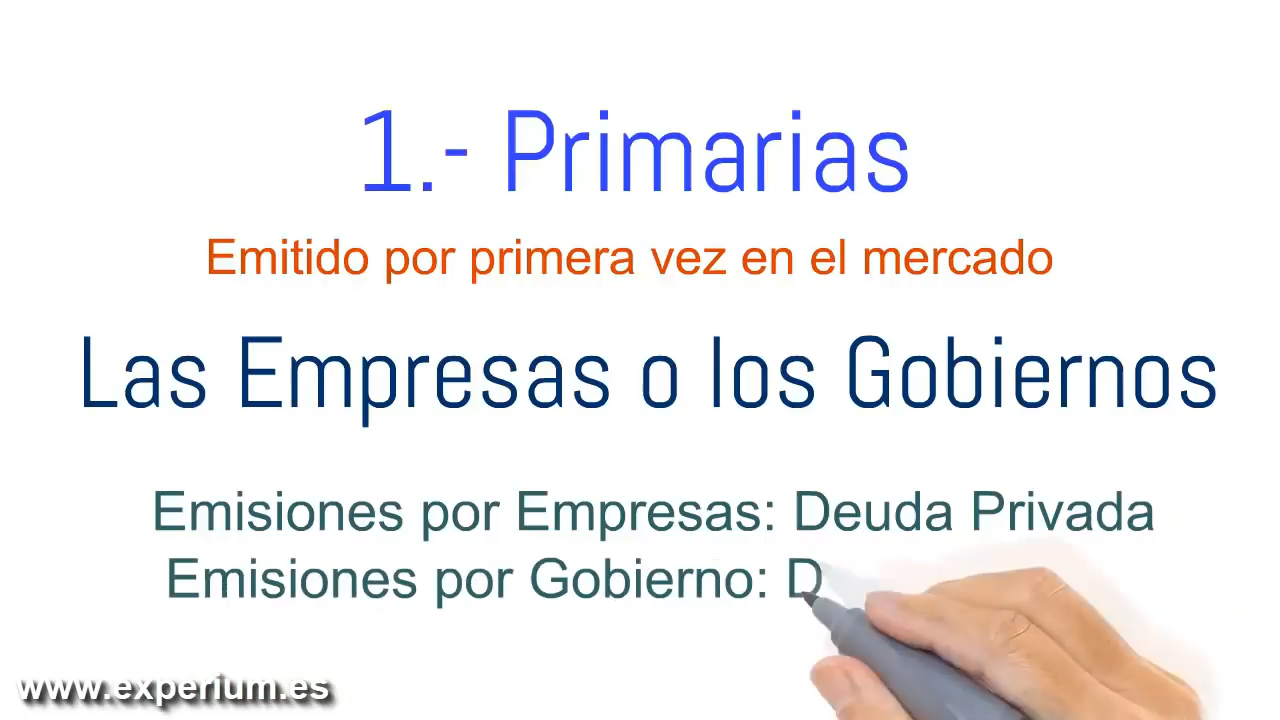 1.- Primarias
Emitido por primera vez en el mercado
Las Empresas o los Gobiernos
Emisiones por Empresas: Deuda Privada
Emisiones por Gobierno: D
www.experium.es